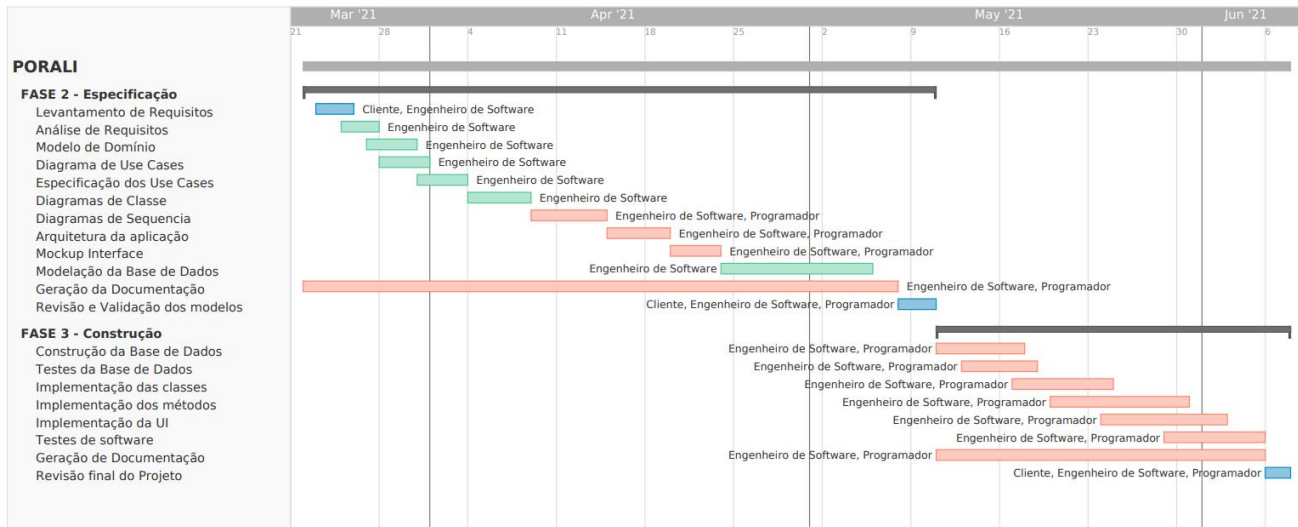 Mar '21 Apr '21 May '21 Jun '21
21 28 4 11 18 25 2 9 16 23 30 6
PORALI
FASE 2 - Especificação
Levantamento de Requisitos Cliente, Engenheiro de Software
Análise de Requisitos Engenheiro de Software
Modelo de Domínio Engenheiro de Software
Diagrama de Use Cases Engenheiro de Software
Especificação dos Use Cases Engenheiro de Software
Diagramas de Classe Engenheiro de Software
Diagramas de Sequencia Engenheiro de Software, Programador
Arquitetura da aplicação Engenheiro de Software, Programador
Mockup Interface Engenheiro de Software, Programador
Modelação da Base de Dados Engenheiro de Software
Geração da Documentação Engenheiro de Software, Programador
Revisão e Validação dos modelos Cliente, Engenheiro de Software, Programador
FASE 3 - Construção
Construção da Base de Dados Engenheiro de Software, Programador
Testes da Base de Dados Engenheiro de Software, Programador
Implementação das classes Engenheiro de Software, Programador
Implementação dos métodos Engenheiro de Software, Programador
Implementação da UI Engenheiro de Software, Programador
Testes de software Engenheiro de Software, Programador
Geração de Documentação Engenheiro de Software, Programador
Revisão final do Projeto Cliente, Engenheiro de Software, Programador